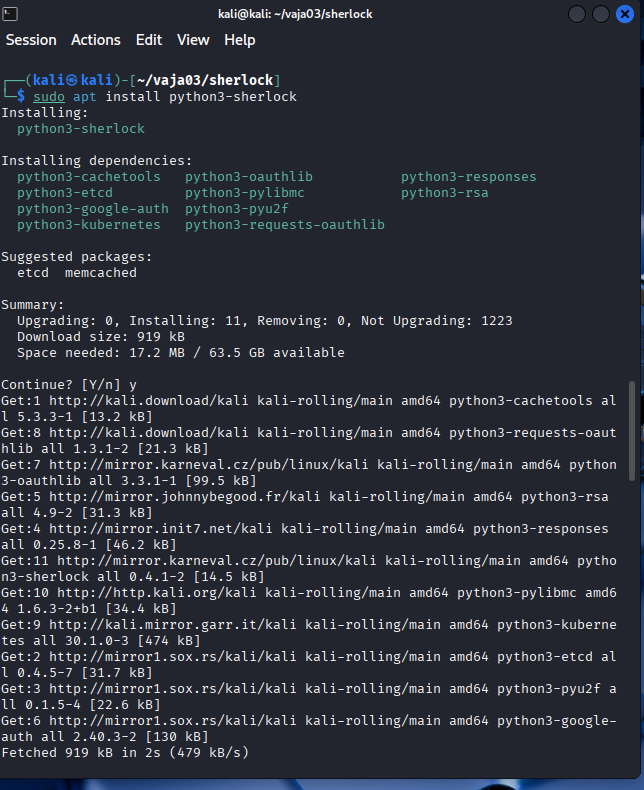 kali@kali: ~/vaja03/sherlock
Session Actions Edit View Help
┌──(kali㉿kali)-[~/vaja03/sherlock]
└─$ sudo apt install python3-sherlock
Installing:
  python3-sherlock
Installing dependencies:
  python3-cachetools   python3-oauthlib           python3-responses
  python3-etcd         python3-pylibmc            python3-rsa
  python3-google-auth  python3-pyu2f
  python3-kubernetes   python3-requests-oauthlib
Suggested packages:
  etcd  memcached
Summary:
  Upgrading: 0, Installing: 11, Removing: 0, Not Upgrading: 1223
  Download size: 919 kB
  Space needed: 17.2 MB / 63.5 GB available
Continue? [Y/n] y
Get:1 http://kali.download/kali kali-rolling/main amd64 python3-cachetools al
l 5.3.3-1 [13.2 kB]
Get:8 http://kali.download/kali kali-rolling/main amd64 python3-requests-oaut
hlib all 1.3.1-2 [21.3 kB]
Get:7 http://mirror.karneval.cz/pub/linux/kali kali-rolling/main amd64 python
3-oauthlib all 3.3.1-1 [99.5 kB]
Get:5 http://mirror.johnnybegood.fr/kali kali-rolling/main amd64 python3-rsa
all 4.9-2 [31.3 kB]
Get:4 http://mirror.init7.net/kali kali-rolling/main amd64 python3-responses
all 0.25.8-1 [46.2 kB]
Get:11 http://mirror.karneval.cz/pub/linux/kali kali-rolling/main amd64 pytho
n3-sherlock all 0.4.1-2 [14.5 kB]
Get:10 http://http.kali.org/kali kali-rolling/main amd64 python3-pylibmc amd6
4 1.6.3-2+b1 [34.4 kB]
Get:9 http://kali.mirror.garr.it/kali kali-rolling/main amd64 python3-kuberne
tes all 30.1.0-3 [474 kB]
Get:2 http://mirror1.sox.rs/kali/kali kali-rolling/main amd64 python3-etcd al
l 0.4.5-7 [31.7 kB]
Get:3 http://mirror1.sox.rs/kali/kali kali-rolling/main amd64 python3-pyu2f a
ll 0.1.5-4 [22.6 kB]
Get:6 http://mirror1.sox.rs/kali/kali kali-rolling/main amd64 python3-google-
auth all 2.40.3-2 [130 kB]
Fetched 919 kB in 2s (479 kB/s)